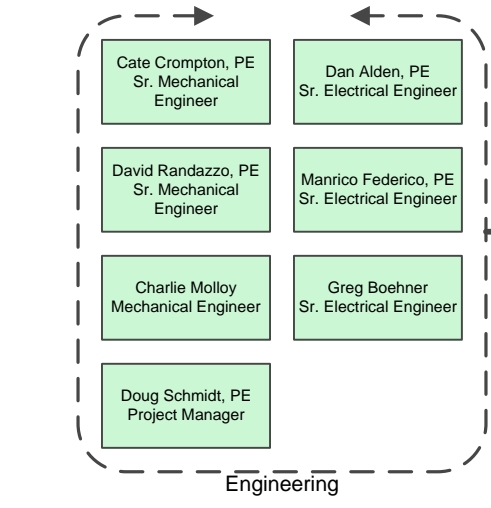 Cate Crompton, PE
Sr. Mechanical
Engineer
Dan Alden, PE
Sr. Electrical Engineer
David Randazzo, PE
Sr. Mechanical
Engineer
Manrico Federico, PE
Sr. Electrical Engineer
Charlie Molloy
Mechanical Engineer
Greg Boehner
Sr. Electrical Engineer
Doug Schmidt, PE
Project Manager
Engineering